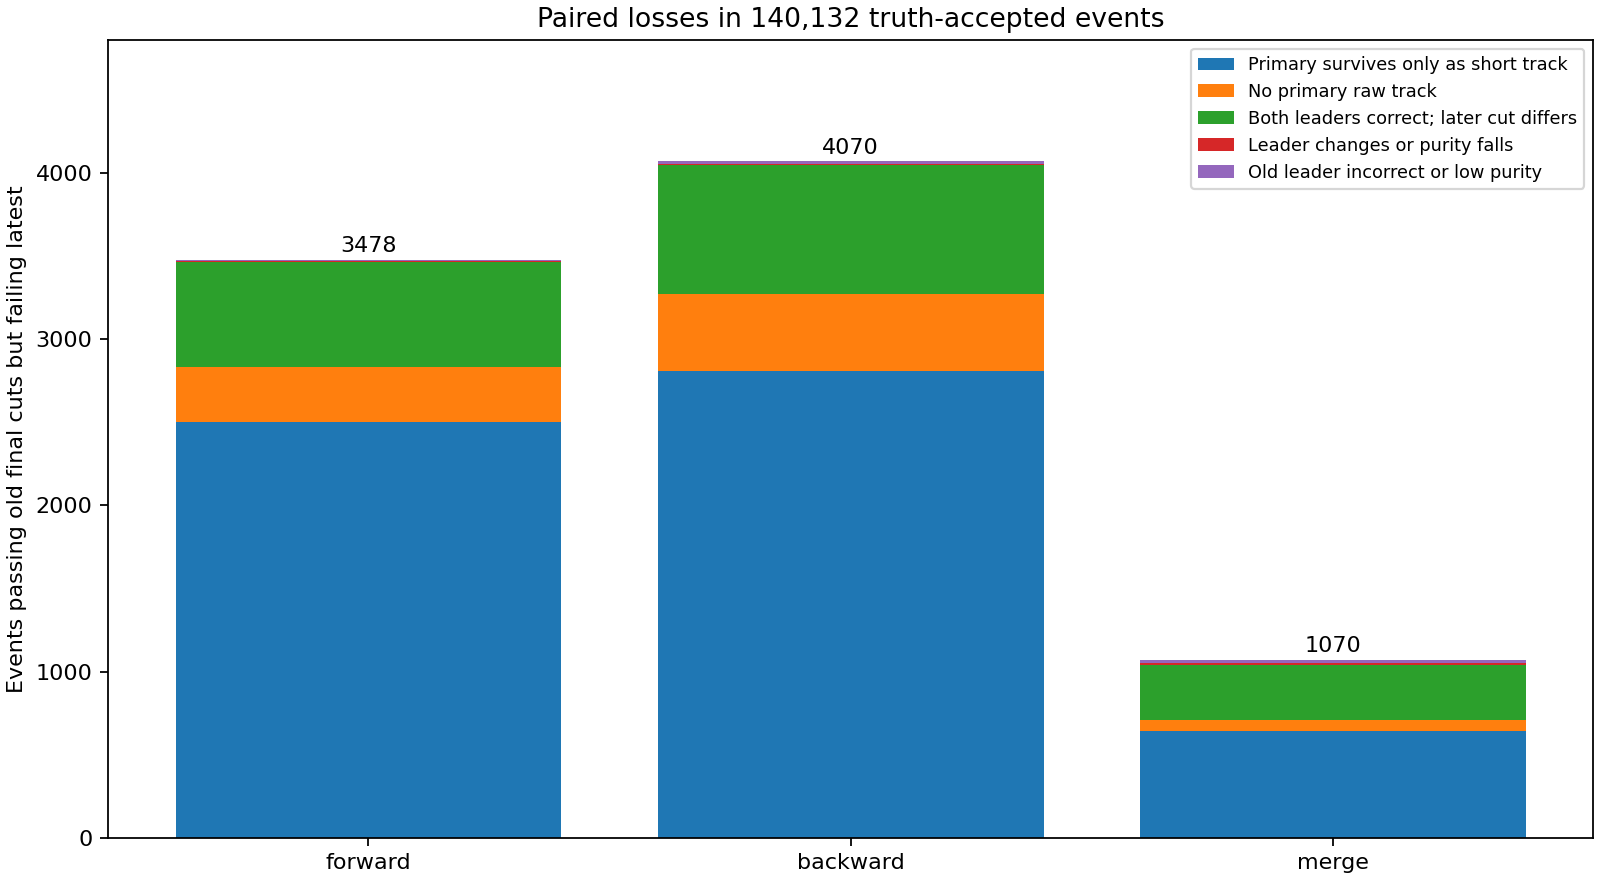 Paired losses in 140,132 truth-accepted events
Primary survives only as short track
No primary raw track
Both leaders correct; later cut differs
Leader changes or purity falls
Old leader incorrect or low purity
Events passing old final cuts but failing latest
4000
3000
2000
1000
0
3478
4070
1070
forward
backward
merge